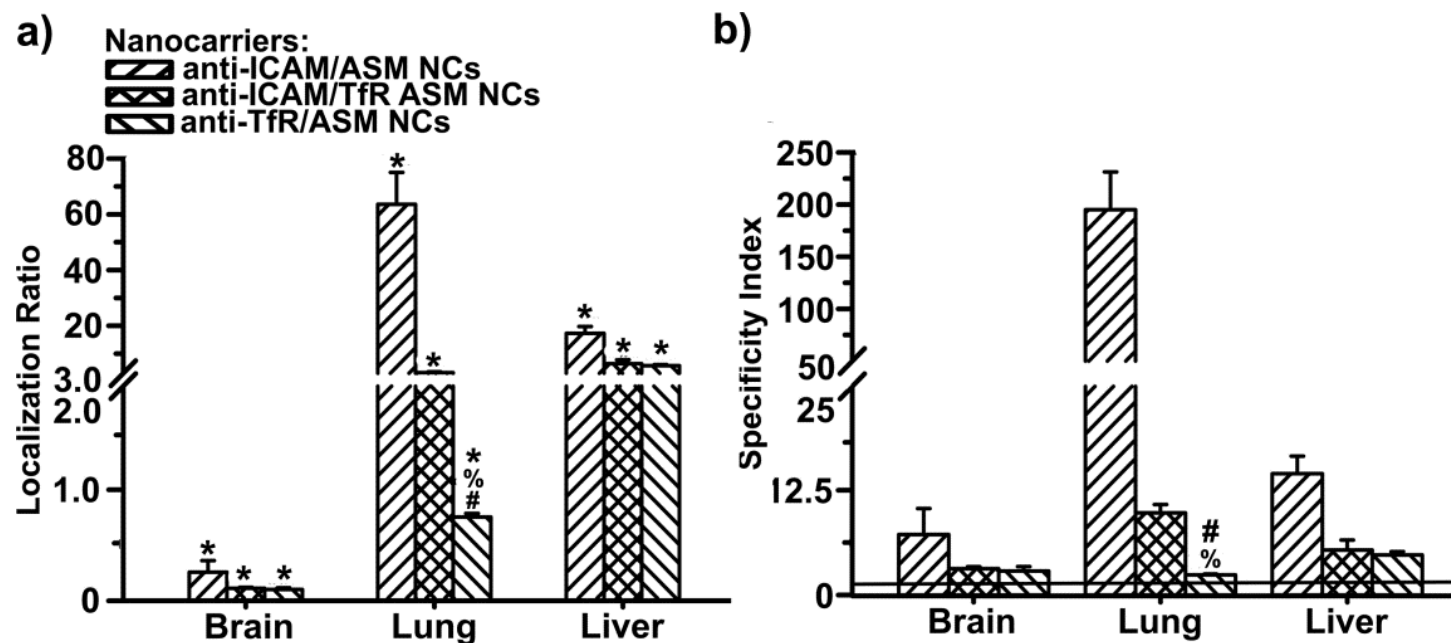 a)
Nanocarriers:
anti-ICAM/ASM NCs
anti-ICAM/TfR ASM NCs
anti-TfR/ASM NCs
Localization Ratio
80
60
40
20
3.0
2.0
1.0
0
*
*
*
*
%
#
*
*
*
*
*
Brain Lung Liver
b)
Specificity Index
250
200
150
100
50
25
12.5
0
#
%
Brain Lung Liver